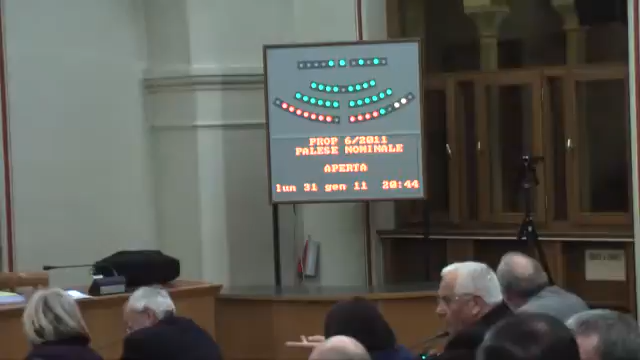 PROP 6/2011
PALESE NOMINALE
APERTA
lun 31 gen 11 20:44